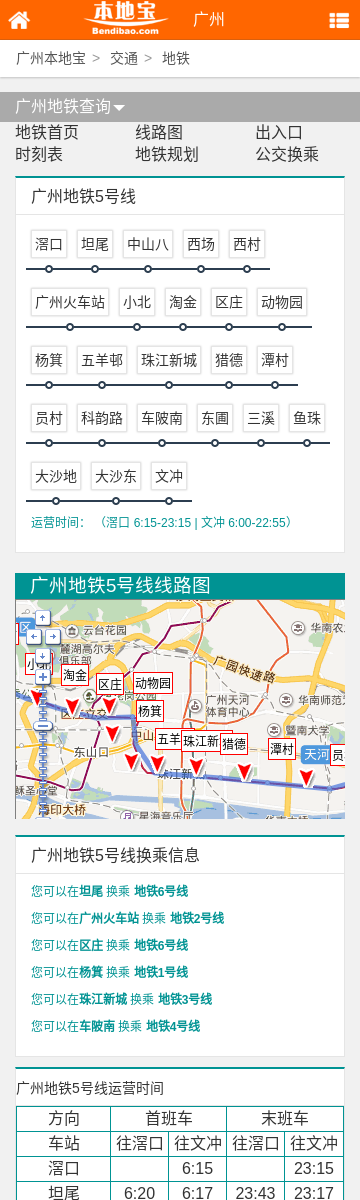 本地宝
Bendibao.com
广州
广州本地宝 > 交通 > 地铁
广州地铁查询
地铁首页 线路图 出入口
时刻表 地铁规划 公交换乘
广州地铁5号线
滘口 坦尾 中山八 西场 西村
广州火车站 小北 淘金 区庄 动物园
杨箕 五羊邨 珠江新城 猎德 潭村
员村 科韵路 车陂南 东圃 三溪 鱼珠
大沙地 大沙东 文冲
运营时间： （滘口 6:15-23:15 | 文冲 6:00-22:55）
广州地铁5号线线路图
云台花园
麓湖高尔夫
俱乐部
淘金
区庄
动物园
杨箕
广园快速路
广州天河
体育中心
暨南大学
东山口
五羊
珠江新
猎德
潭村
天河
珠江新
星海音乐厅
广州地铁5号线换乘信息
您可以在坦尾 换乘 地铁6号线
您可以在广州火车站 换乘 地铁2号线
您可以在区庄 换乘 地铁6号线
您可以在杨箕 换乘 地铁1号线
您可以在珠江新城 换乘 地铁3号线
您可以在车陂南 换乘 地铁4号线
广州地铁5号线运营时间
方向 首班车 末班车
车站 往滘口 往文冲 往滘口 往文冲
滘口 6:15 23:15
坦尾 6:20 6:17 23:43 23:17